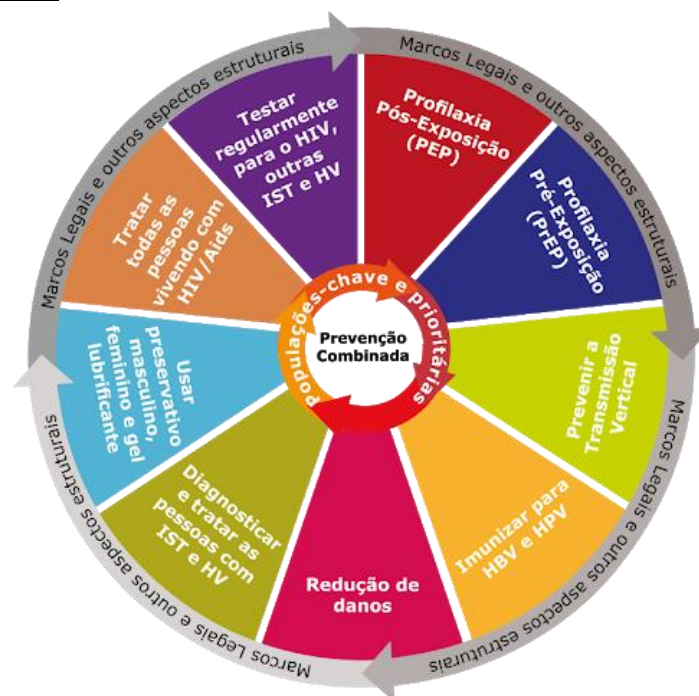 Marcos Legais e outros aspectos estruturais
Marcos Legais e outros aspectos estruturais
Marcos Legais e outros aspectos estruturais
Marcos Legais e outros aspectos estruturais
Profilaxia
Pós-Exposição
(PEP)
Profilaxia
Pré-Exposição
(PrEP)
Prevenir a
Transmissão
Vertical
Imunizar para
HBV e HPV
Redução de
danos
Diagnosticar
e tratar as
pessoas com
IST e HV
Usar
preservativo
masculino,
feminino e gel
lubrificante
Tratar
todas as
pessoas
vivendo com
HIV//Aids
Testar
regularmente
para o HIV,
outras
IST e HV
Populações-chave e prioritárias
Prevenção
Combinada